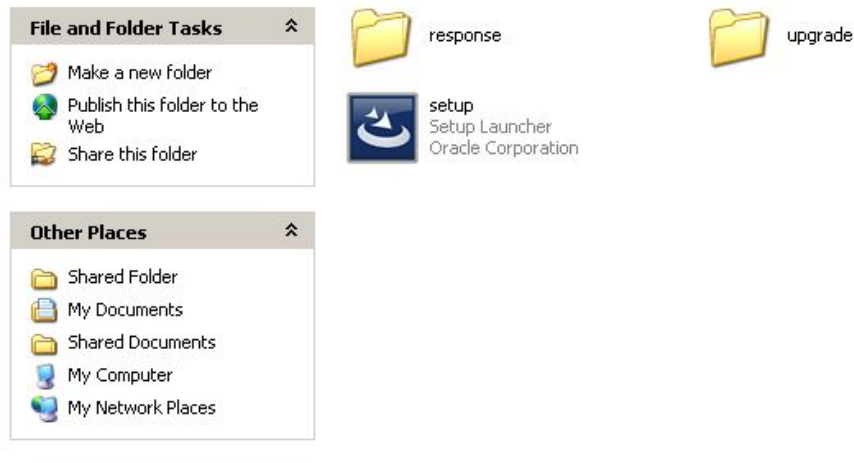 File and Folder Tasks
Make a new folder
Publish this folder to the
Web
Share this folder
Other Places
Shared Folder
My Documents
Shared Documents
My Computer
My Network Places
response
upgrade
setup
Setup Launcher
Oracle Corporation